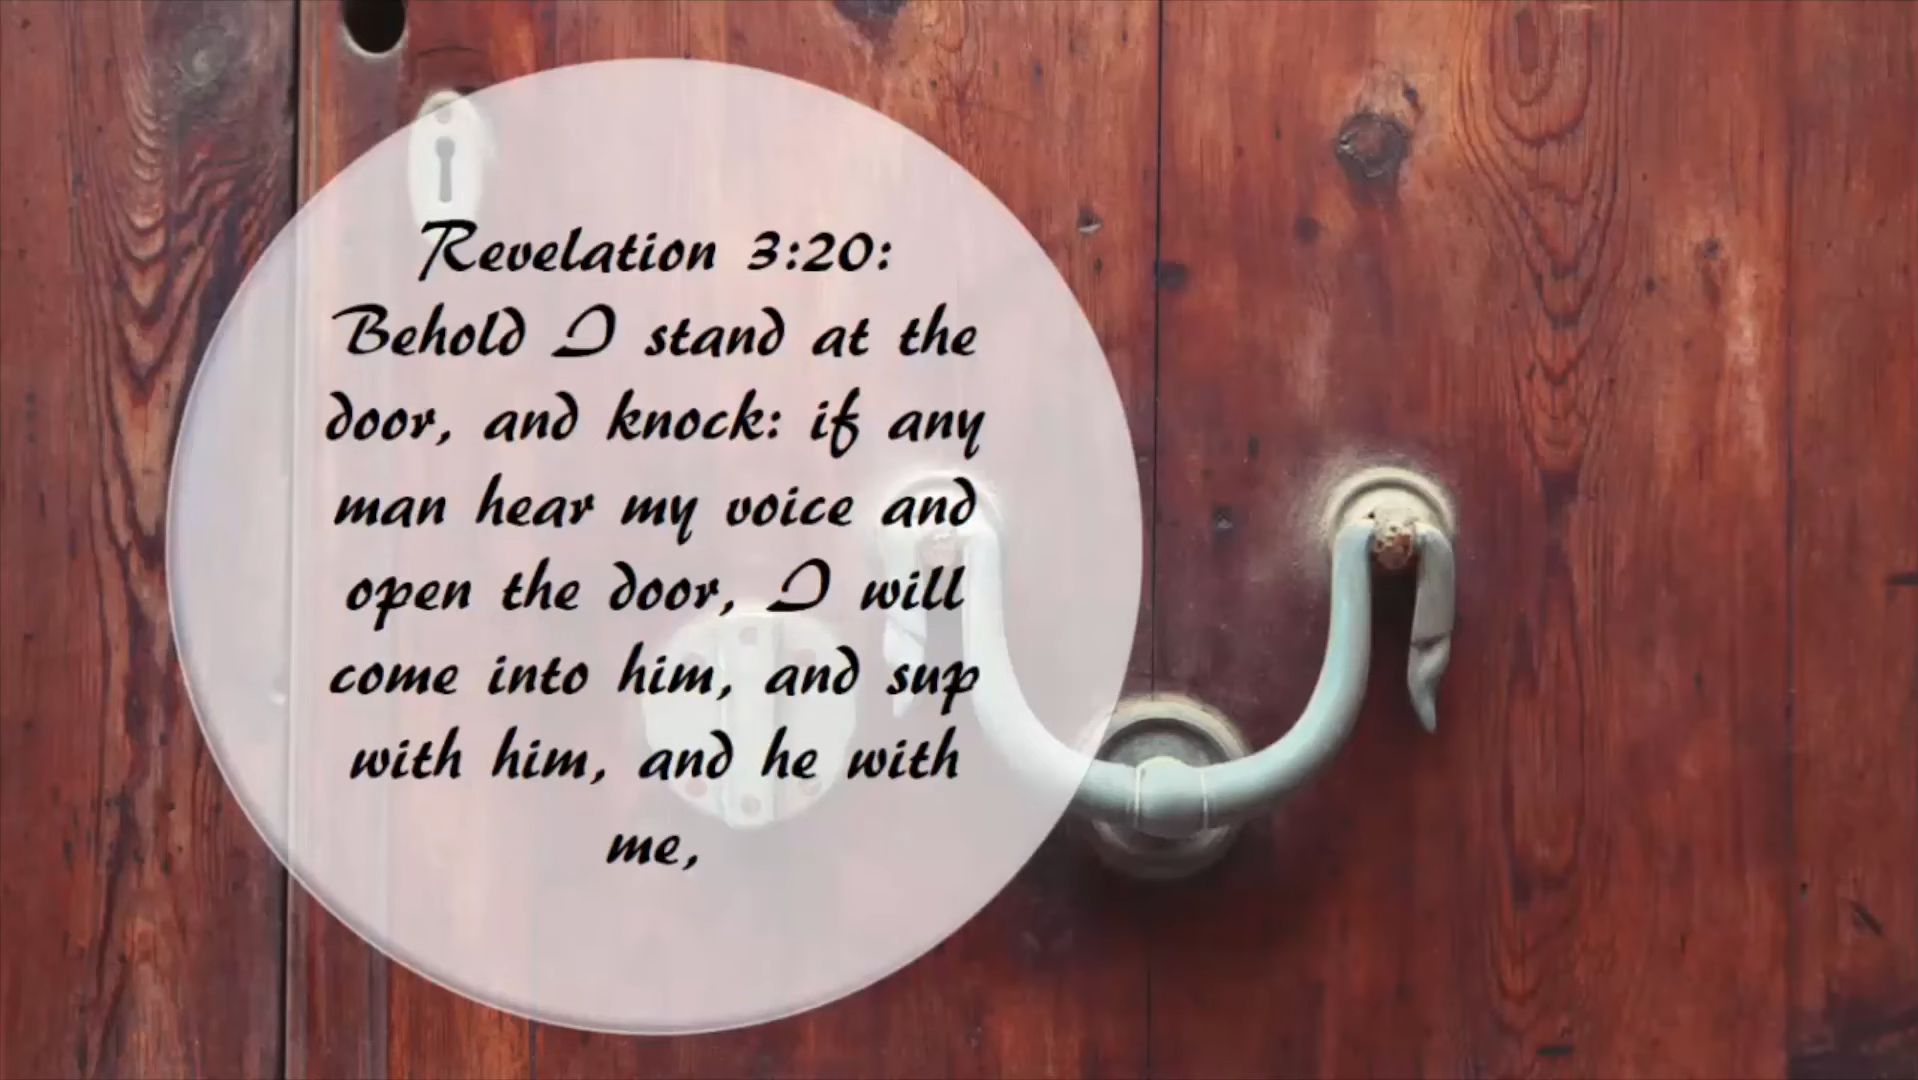 Revelation 3:20:
Behold I stand at the
door, and knock: if any
man hear my voice and
open the door, I will
come into him, and sup
with him, and he with
me,